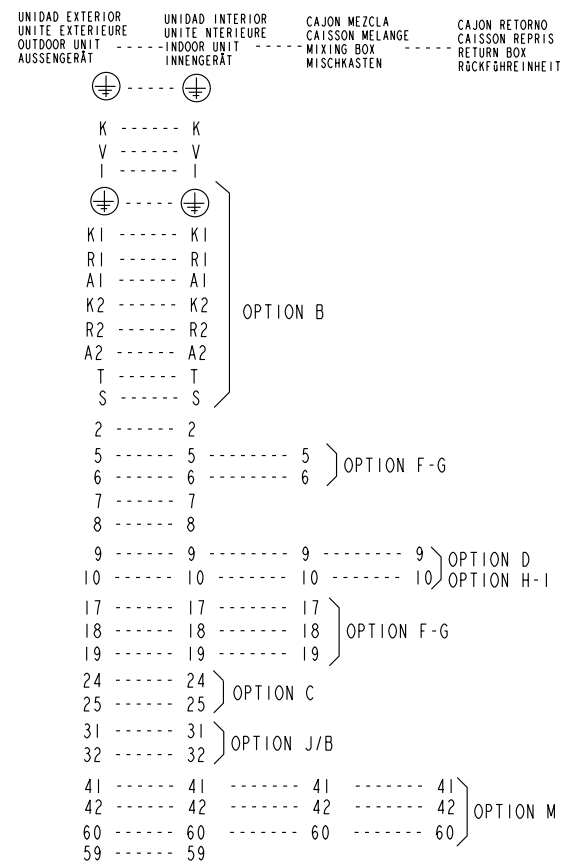 UNIDAD EXTERIOR
UNITE EXTERIEURE
OUTDOOR UNIT
AUSSENGERÄT
UNIDAD INTERIOR
UNITE NTERIEURE
INDOOR UNIT
INNENGERÄT
CAJON MEZCLA
CAISSON MELANGE
MIXING BOX
MISCHKASTEN
CAJON RETORNO
CAISSON REPRIS
RETURN BOX
RüCKFüHREINHEIT
K ------ K
V ------ V
I ------ I
K1 ------ K1
R1 ------ R1
A1 ------ A1
K2 ------ K2
R2 ------ R2
A2 ------ A2
T ------ T
S ------ S
OPTION B
2 ------ 2
5 ------ 5 -------- 5
6 ------ 6 -------- 6
OPTION F-G
7 ------ 7
8 ------ 8
9 ------ 9 -------- 9 -------- 9 OPTION D
10 ------ 10 ------- 10 ------- 10 OPTION H-I
17 ------ 17 ------- 17
18 ------ 18 ------- 18 OPTION F-G
19 ------ 19 ------- 19
24 ------ 24
25 ------ 25
OPTION C
31 ------ 31
32 ------ 32
OPTION J/B
41 ------ 41 ------- 41 ------- 41
42 ------ 42 ------- 42 ------- 42 OPTION M
60 ------ 60 ------- 60 ------- 60
59 ------ 59